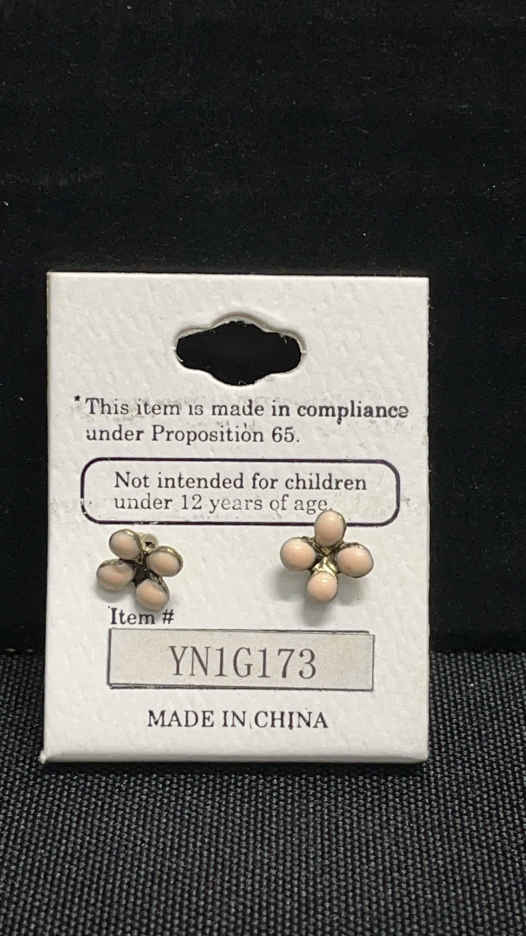 *This item is made in compliance
under Proposition 65.
Not intended for children
under 12 years of age.
Item #
YN1G173
MADE IN CHINA